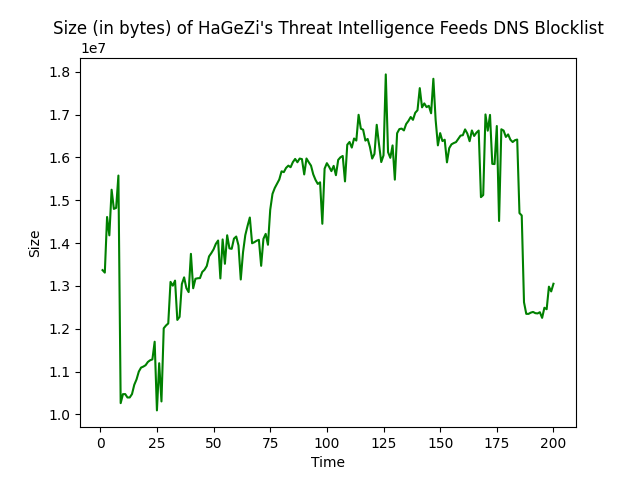 Size (in bytes) of HaGeZi's Threat Intelligence Feeds DNS Blocklist
1e7
1.8
1.7
1.6
1.5
1.4
1.3
1.2
1.1
1.0
Size
0 25 50 75 100 125 150 175 200
Time